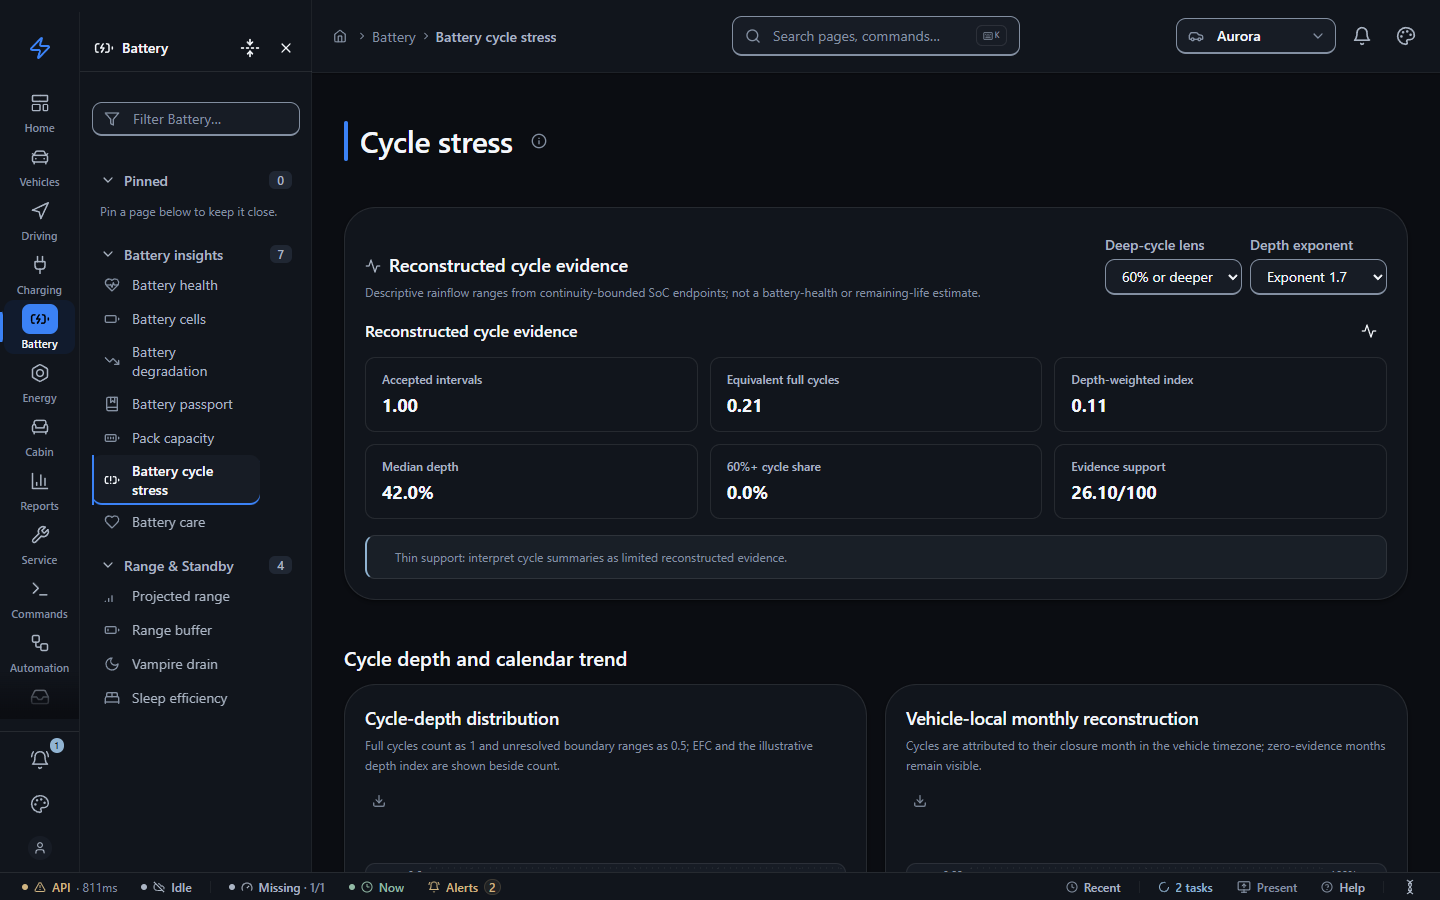 Home
Vehicles
Driving
Charging
Battery
Energy
Cabin
Reports
Service
Commands
Automation
1
Battery
Filter Battery...
Pinned 0
Pin a page below to keep it close.
Battery insights 7
Battery health
Battery cells
Battery
degradation
Battery passport
Pack capacity
Battery cycle
stress
Battery care
Range & Standby 4
Projected range
Range buffer
Vampire drain
Sleep efficiency
Battery
Battery cycle stress
Search pages, commands...
K
Aurora
Cycle stress
Reconstructed cycle evidence
Descriptive rainflow ranges from continuity-bounded SoC endpoints; not a battery-health or remaining-life estimate.
Deep-cycle lens
60% or deeper
Depth exponent
Exponent 1.7
Reconstructed cycle evidence
Accepted intervals
1.00
Equivalent full cycles
0.21
Depth-weighted index
0.11
Median depth
42.0%
60%+ cycle share
0.0%
Evidence support
26.10/100
Thin support: interpret cycle summaries as limited reconstructed evidence.
Cycle depth and calendar trend
Cycle-depth distribution
Full cycles count as 1 and unresolved boundary ranges as 0.5; EFC and the illustrative
depth index are shown beside count.
Vehicle-local monthly reconstruction
Cycles are attributed to their closure month in the vehicle timezone; zero-evidence months
remain visible.
API · 811ms
Idle
Missing · 1/1
Now
Alerts 2
Recent
2 tasks
Present
Help